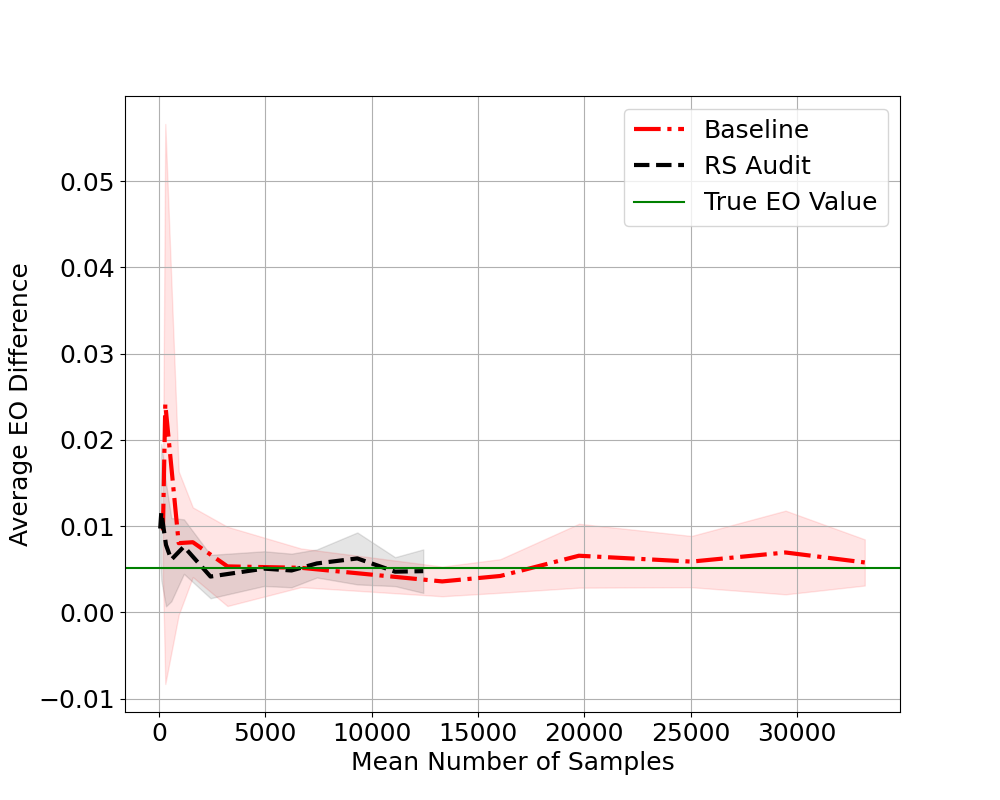 Baseline
RS Audit
True EO Value
Average EO Difference
0.05
0.04
0.03
0.02
0.01
0.00
−0.01
0 5000 10000 15000 20000 25000 30000
Mean Number of Samples